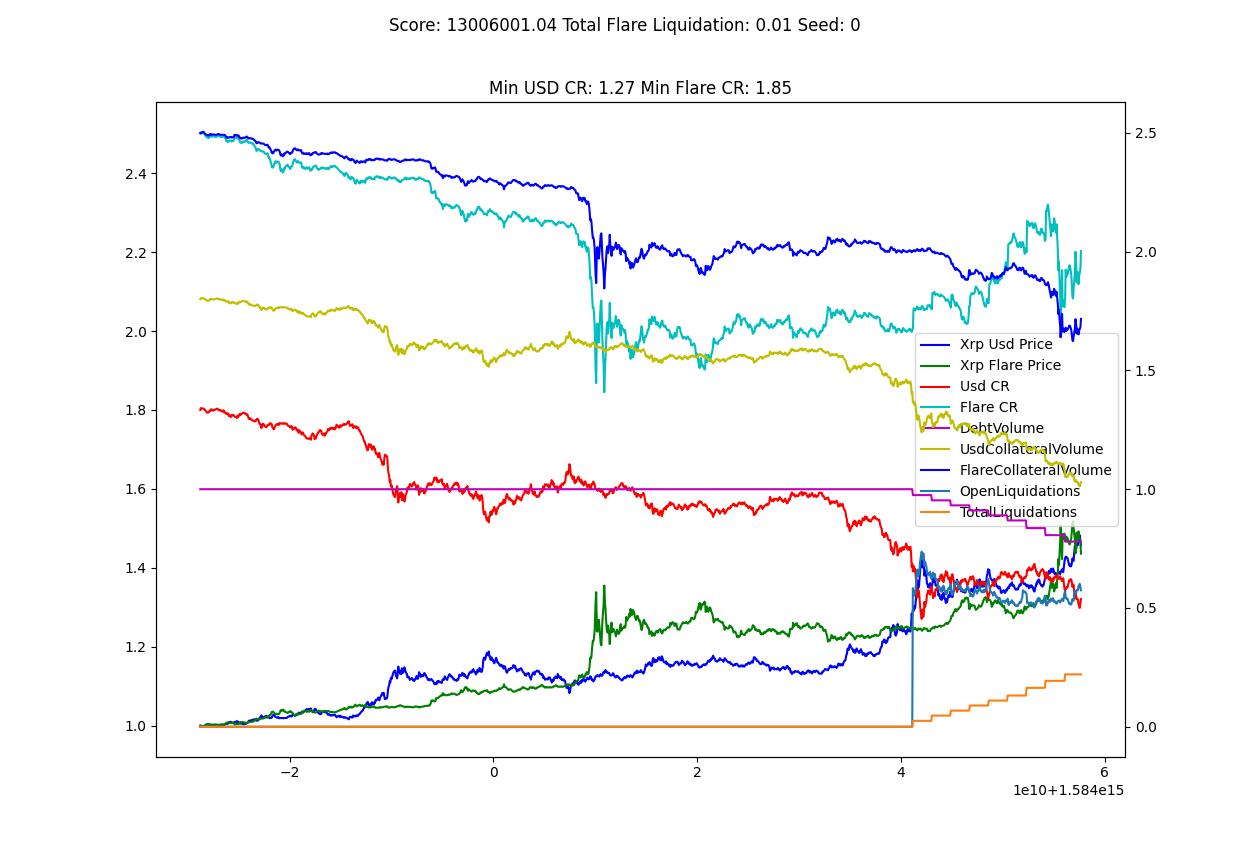 Score: 13006001.04 Total Flare Liquidation: 0.01 Seed: 0
Min USD CR: 1.27 Min Flare CR: 1.85
2.4
2.2
2.0
1.8
1.6
1.4
1.2
1.0
2.5
2.0
1.5
1.0
0.5
0.0
Xrp Usd Price
Xrp Flare Price
Usd CR
Flare CR
DebtVolume
UsdCollateralVolume
FlareCollateralVolume
OpenLiquidations
TotalLiquidations
−2 0 2 4 6
1e10+1.584e15